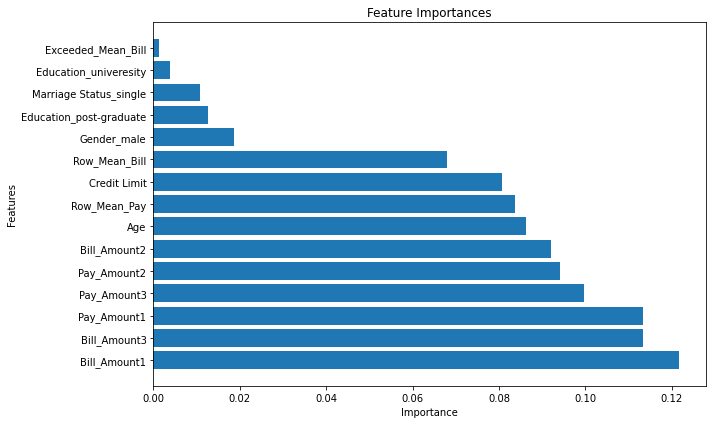 Feature Importances
Exceeded_Mean_Bill
Education_univeresity
Marriage Status_single
Education_post-graduate
Gender_male
Row_Mean_Bill
Credit Limit
Row_Mean_Pay
Age
Bill_Amount2
Pay_Amount2
Pay_Amount3
Pay_Amount1
Bill_Amount3
Bill_Amount1
Features
0.00 0.02 0.04 0.06 0.08 0.10 0.12
Importance